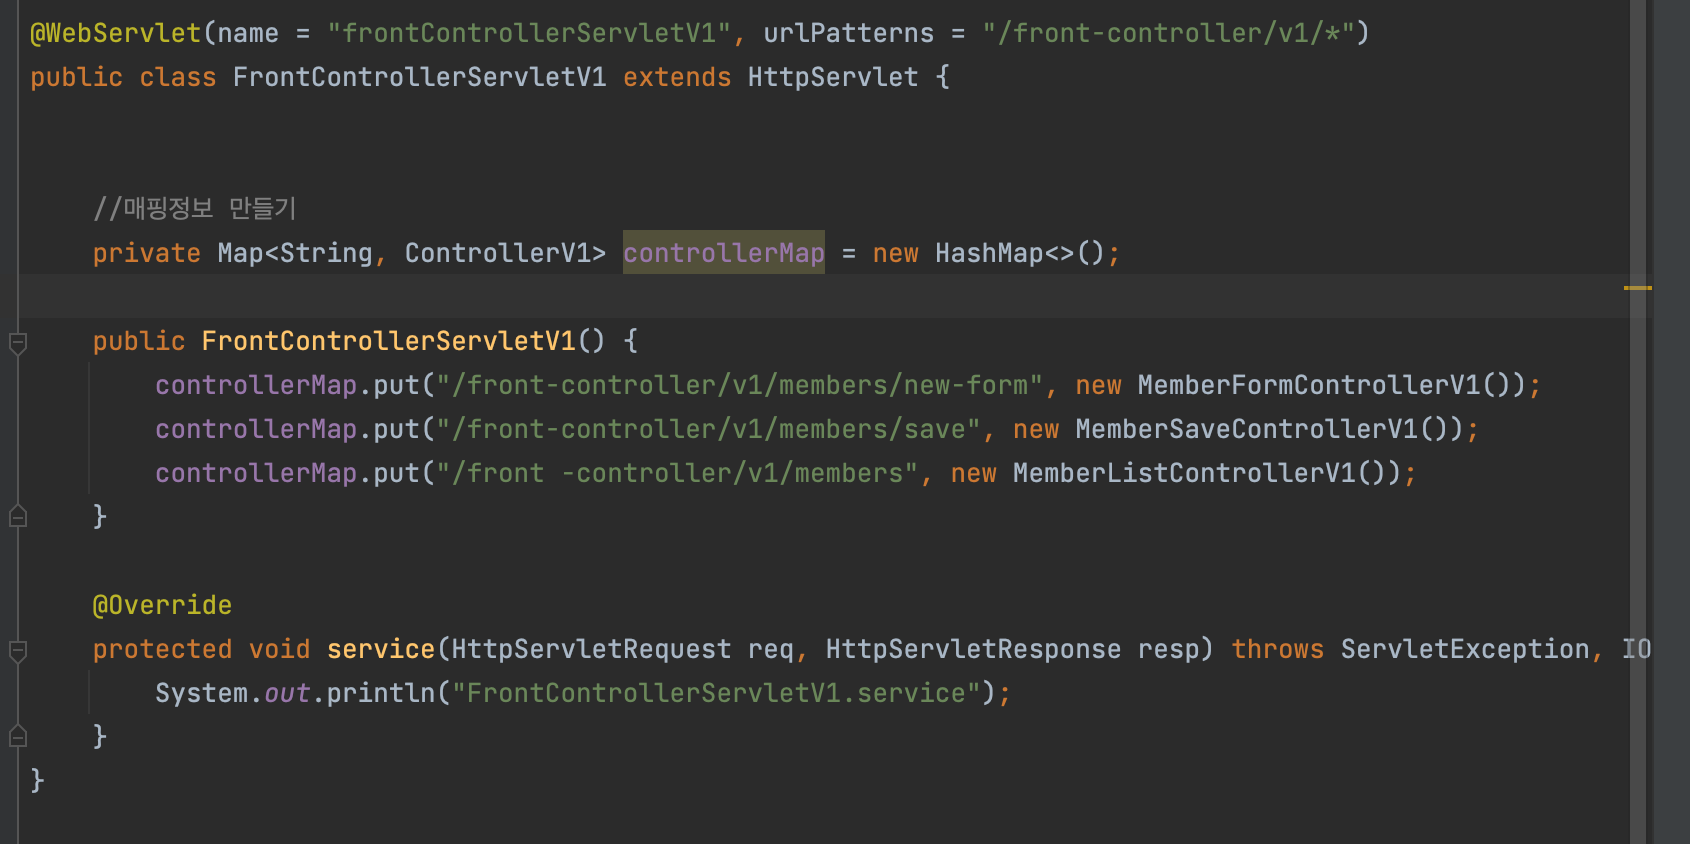 @WebServlet(name = "frontControllerServletV1", urlPatterns = "/front-controller/v1/*")
public class FrontControllerServletV1 extends HttpServlet {
//매핑정보 만들기
private Map<String, ControllerV1> controllerMap = new HashMap<>();
public FrontControllerServletV1() {
controllerMap.put("/front-controller/v1/members/new-form", new MemberFormControllerV1());
controllerMap.put("/front-controller/v1/members/save", new MemberSaveControllerV1());
controllerMap.put("/front -controller/v1/members", new MemberListControllerV1());
}
@Override
protected void service(HttpServletRequest req, HttpServletResponse resp) throws ServletException, IO
System.out.println("FrontControllerServletV1.service");
}
}